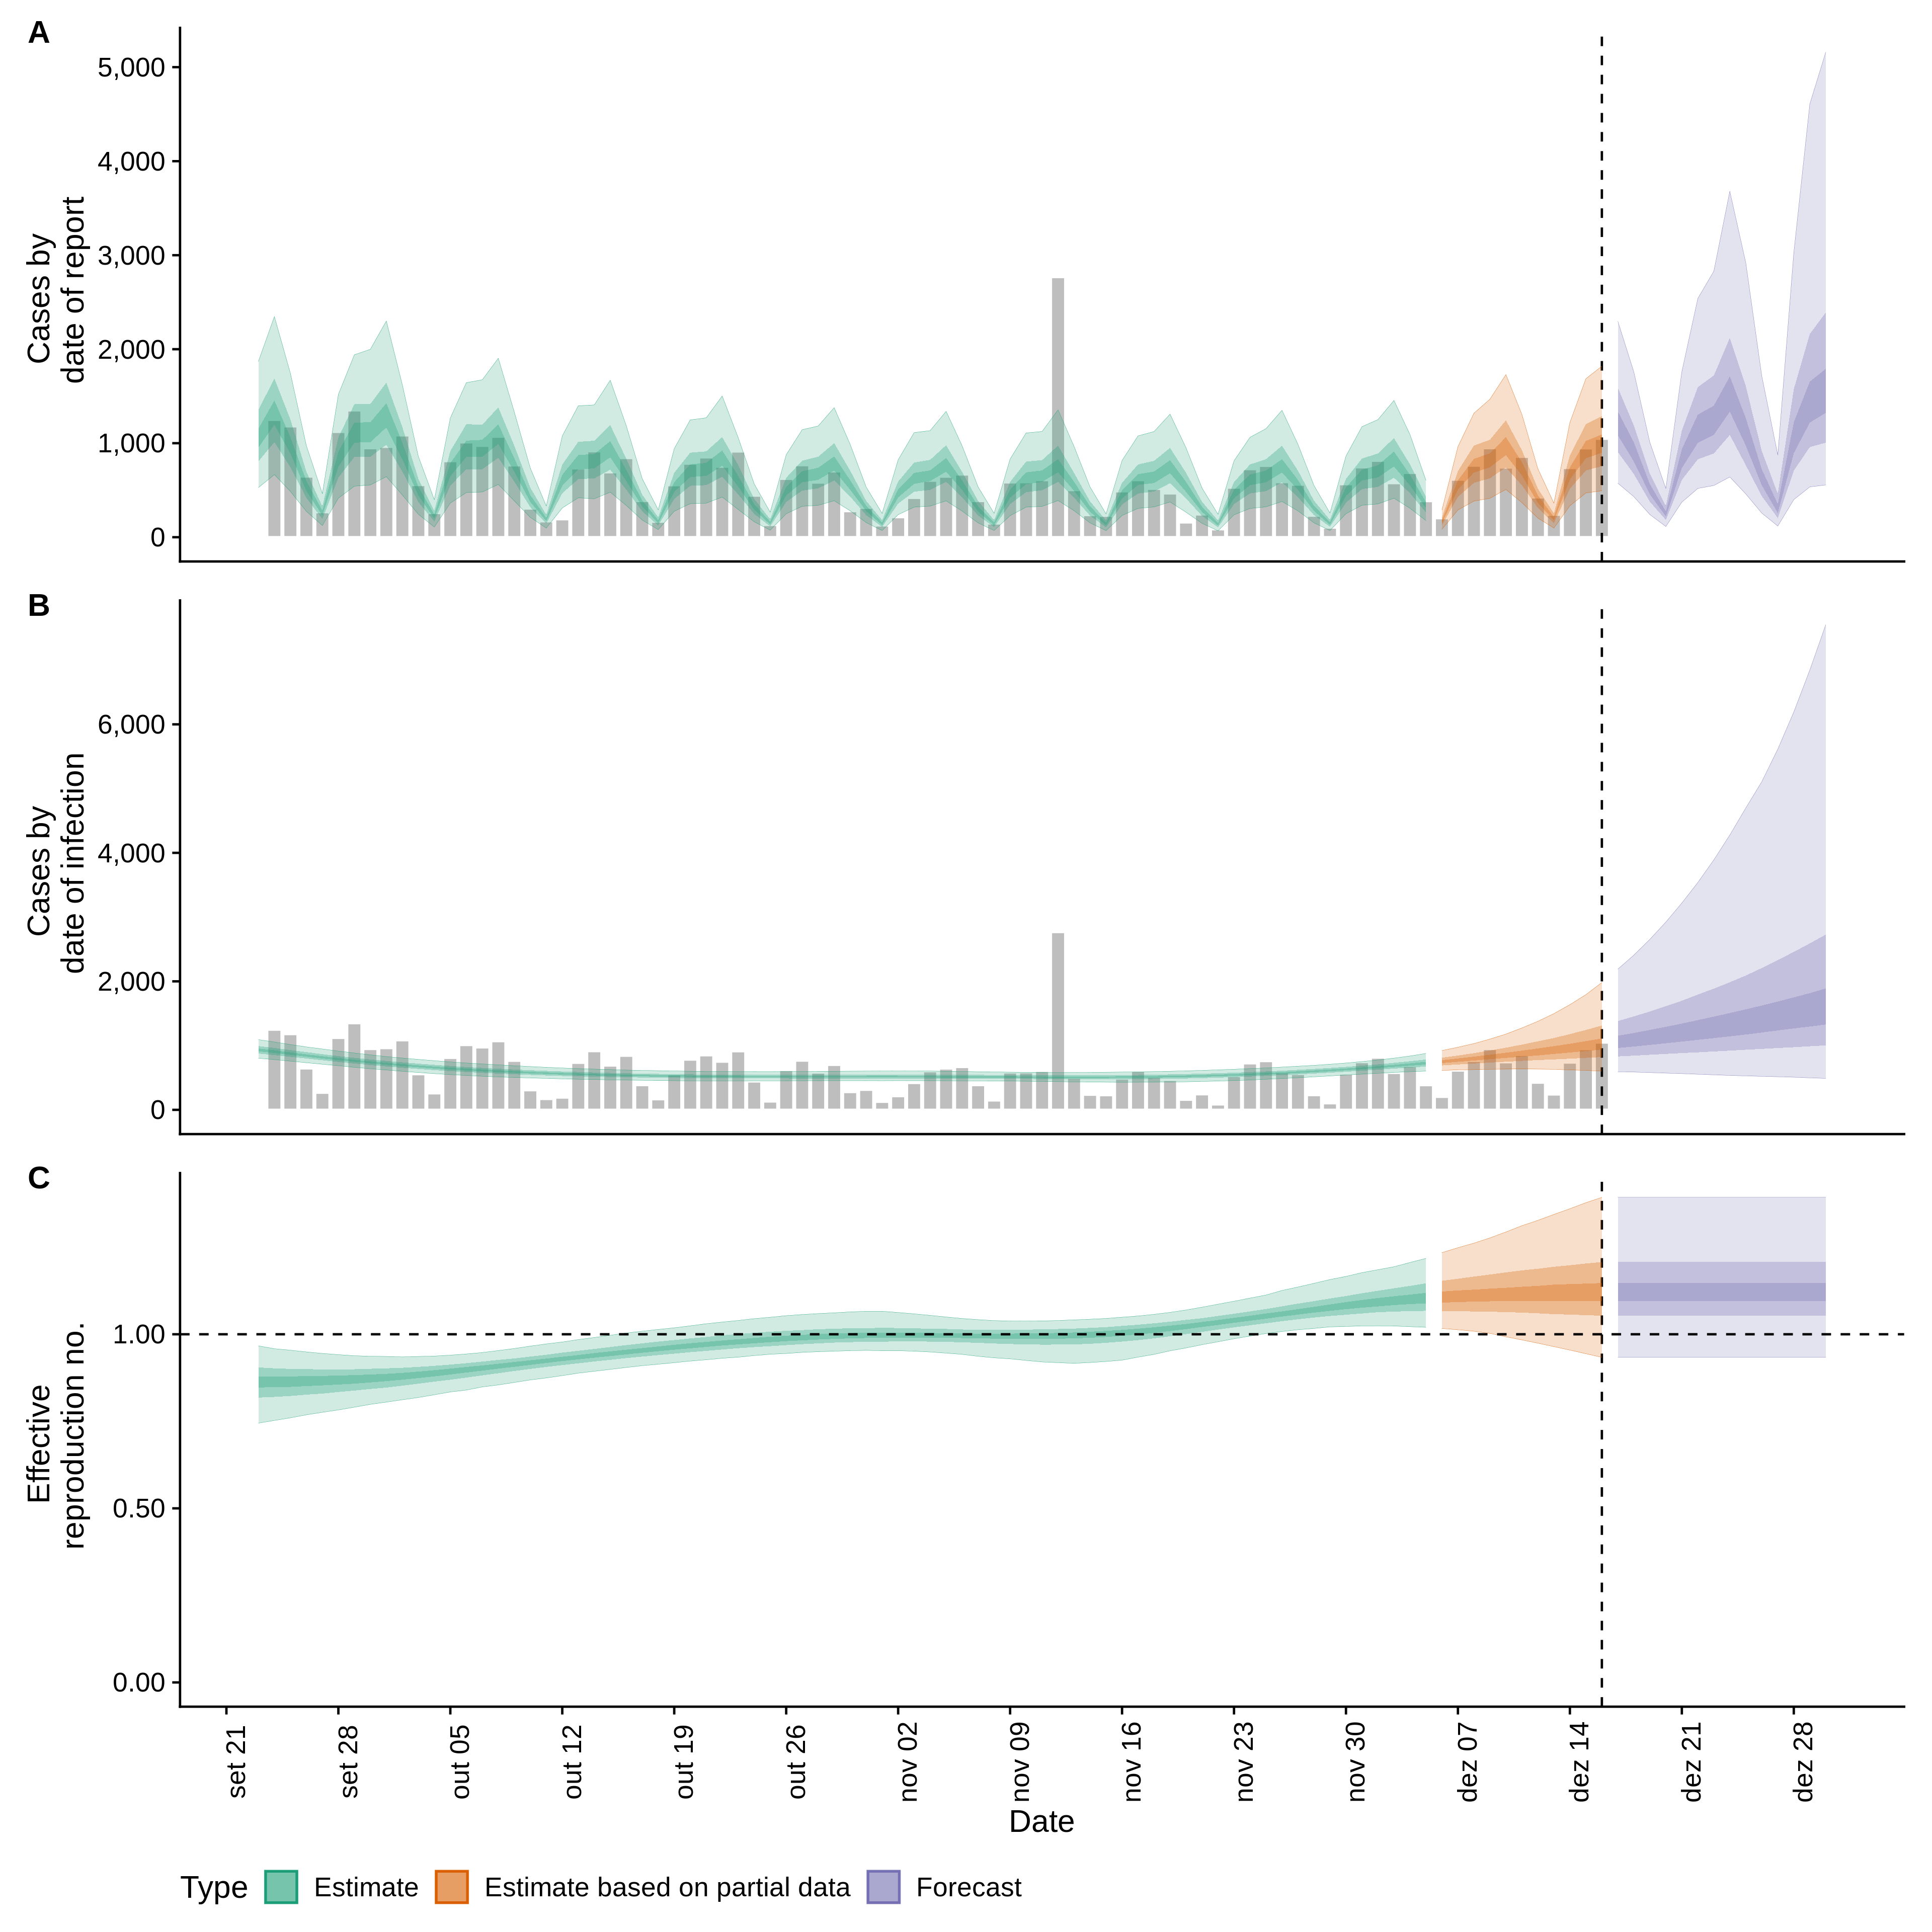 A
5,000
4,000
3,000
2,000
1,000
0
Cases by
date of report
B
6,000
4,000
2,000
0
Cases by
date of infection
C
1.00
0.50
0.00
Effective
reproduction no.
set 21
set 28
out 05
out 12
out 19
out 26
nov 02
nov 09
nov 16
nov 23
nov 30
dez 07
dez 14
dez 21
dez 28
Date
Type Estimate Estimate based on partial data Forecast